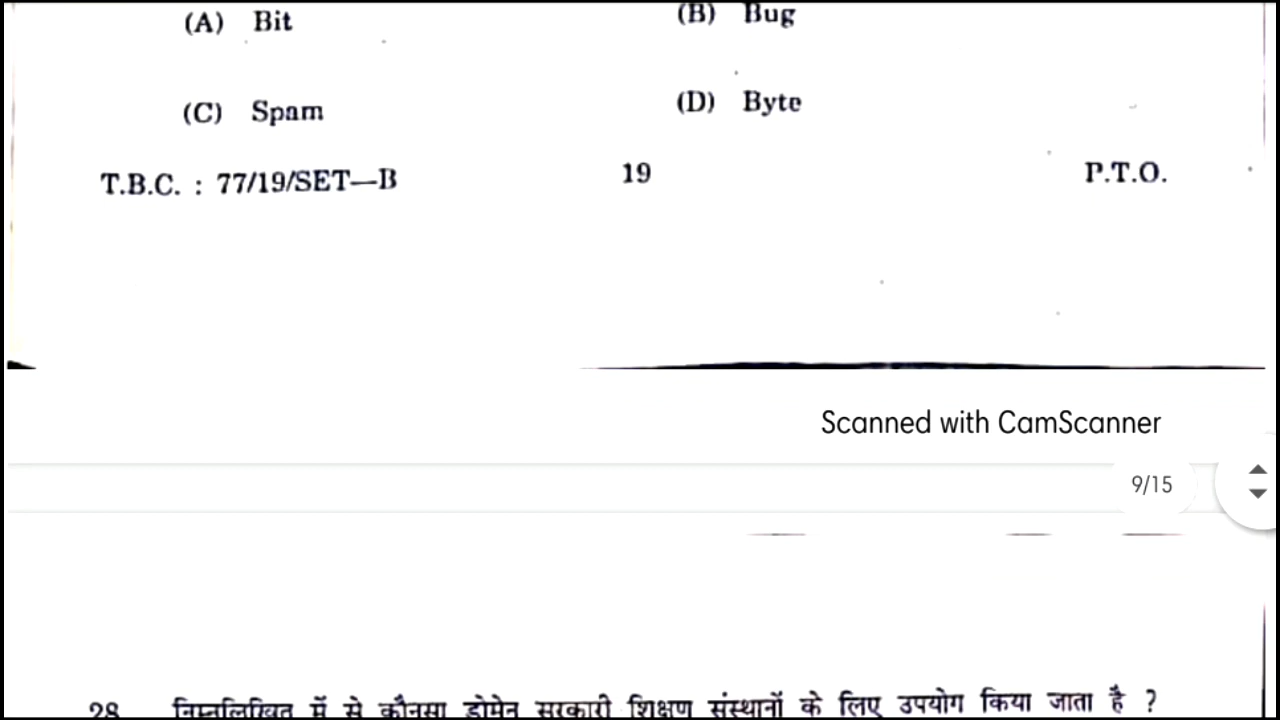 (A) Bit (B) Bug
(C) Spam (D) Byte
T.B.C. : 77/19/SET—B 19 P.T.O.
Scanned with CamScanner
9/15
28 निम्नलिखित में से कौनसा डोमेन सरकारी शिक्षण संस्थानों के लिए उपयोग किया जाता है ?